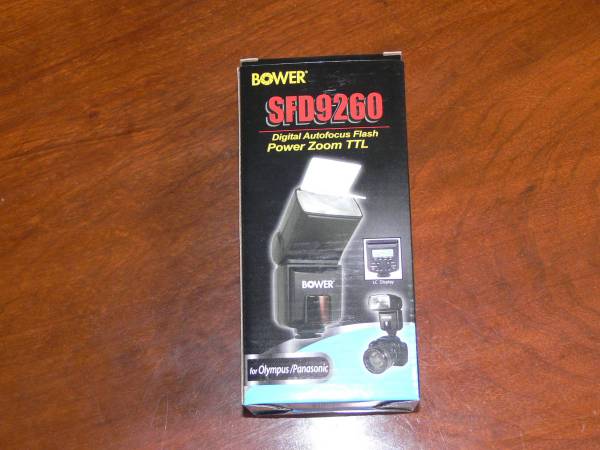 BOWER®
SFD9260
Digital Autofocus Flash
Power Zoom TTL
BOWER
LC Display
for Olympus/Panasonic